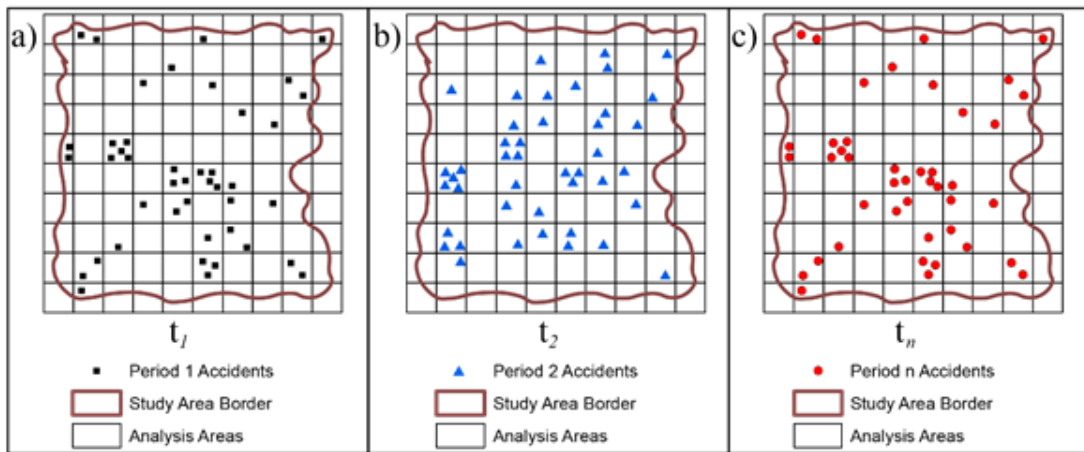 a)
t1
Period 1 Accidents
Study Area Border
Analysis Areas
b)
t2
Period 2 Accidents
Study Area Border
Analysis Areas
c)
tn
Period n Accidents
Study Area Border
Analysis Areas